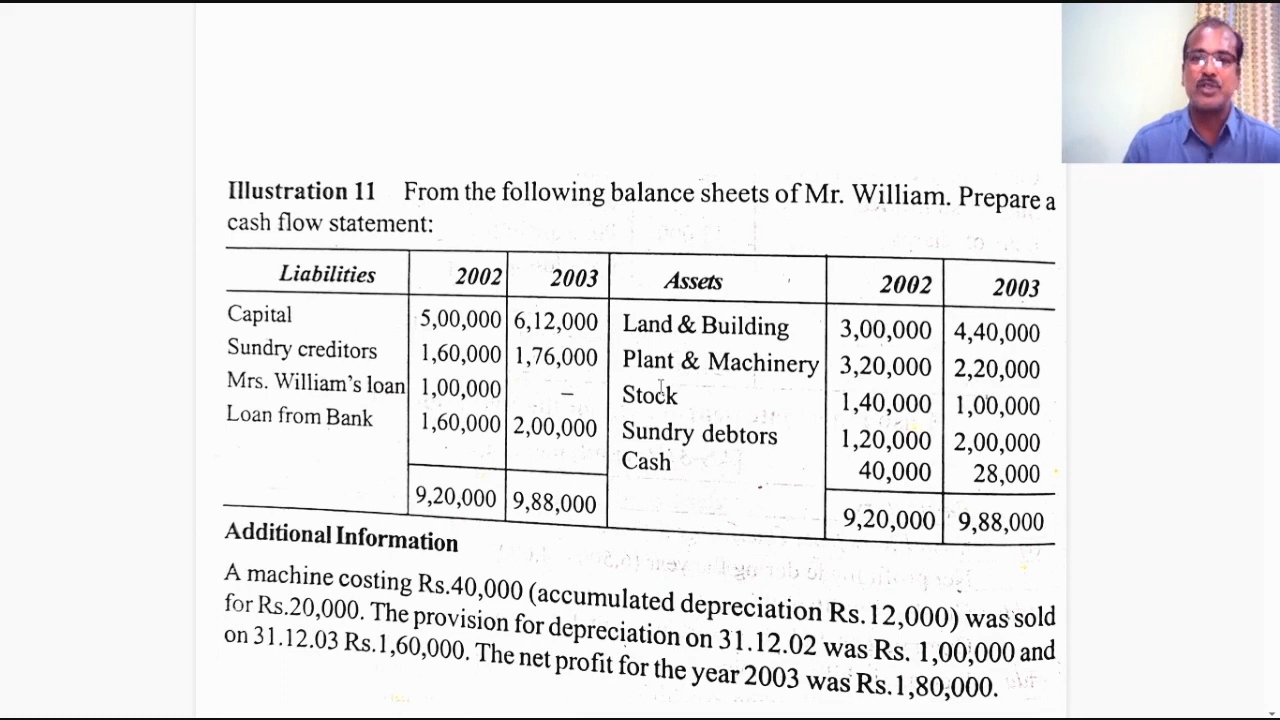 Illustration 11 From the following balance sheets of Mr. William. Prepare a
cash flow statement:
Liabilities 2002 2003 Assets 2002 2003
Capital 5,00,000 6,12,000 Land & Building 3,00,000 4,40,000
Sundry creditors 1,60,000 1,76,000 Plant & Machinery 3,20,000 2,20,000
Mrs. William's loan 1,00,000 – Stock 1,40,000 1,00,000
Loan from Bank 1,60,000 2,00,000 Sundry debtors 1,20,000 2,00,000
Cash 40,000 28,000
9,20,000 9,88,000 9,20,000 9,88,000
Additional Information
A machine costing Rs.40,000 (accumulated depreciation Rs.12,000) was sold
for Rs.20,000. The provision for depreciation on 31.12.02 was Rs. 1,00,000 and
on 31.12.03 Rs.1,60,000. The net profit for the year 2003 was Rs.1,80,000.